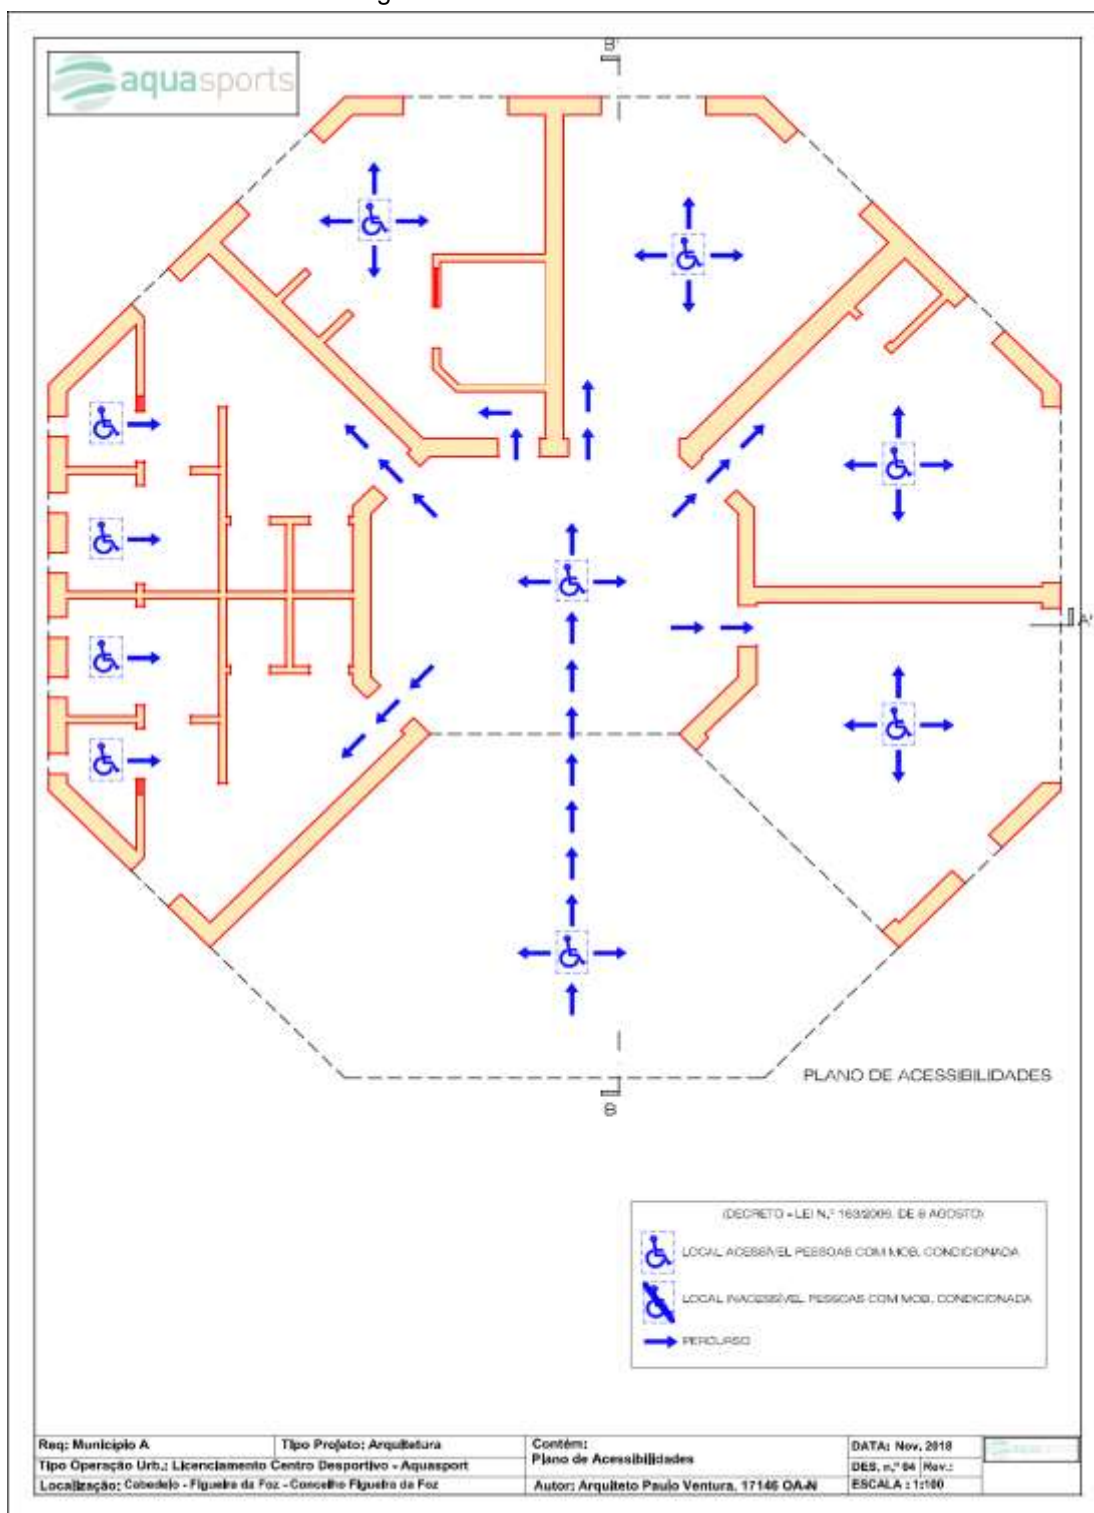 aquasports
B'
A'
B
PLANO DE ACESSIBILIDADES
(DECRETO - LEI N.º 163/2006, DE 8 AGOSTO)
LOCAL ACESSÍVEL PESSOAS COM MOB. CONDICIONADA
LOCAL INACESSÍVEL PESSOAS COM MOB. CONDICIONADA
PERCURSO
Req: Municipio A
Tipo Projeto: Arquitetura
Contém:
Plano de Acessibilidades
DATA: Nov. 2018
Tipo Operação Urb.: Licenciamento Centro Desportivo - Aquasport
DES. n.º 04 Rev.:
Localização: Cabedelo - Figueira da Foz - Concelho Figueira da Foz
Autor: Arquiteto Paulo Ventura, 17146 OA-N
ESCALA : 1:100